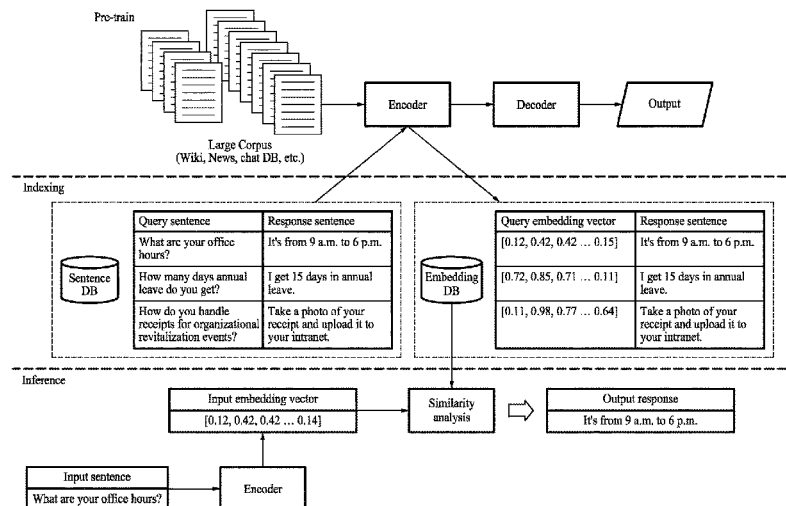 Pre-train
Large Corpus
(Wiki, News, chat DB, etc.)
Encoder
Decoder
Output
Indexing
Sentence
DB
Query sentence
Response sentence
What are your office
hours?
It's from 9 a.m. to 6 p.m.
How many days annual
leave do you get?
I get 15 days in annual
leave.
How do you handle
receipts for organizational
revitalization events?
Take a photo of your
receipt and upload it to
your intranet.
Embedding
DB
Query embedding vector
Response sentence
[0.12, 0.42, 0.42 ... 0.15]
It's from 9 a.m. to 6 p.m.
[0.72, 0.85, 0.71 ... 0.11]
I get 15 days in annual
leave.
[0.11, 0.98, 0.77 ... 0.64]
Take a photo of your
receipt and upload it to
your intranet.
Inference
Input embedding vector
[0.12, 0.42, 0.42 ... 0.14]
Similarity
analysis
Output response
It's from 9 a.m. to 6 p.m.
Input sentence
What are your office hours?
Encoder